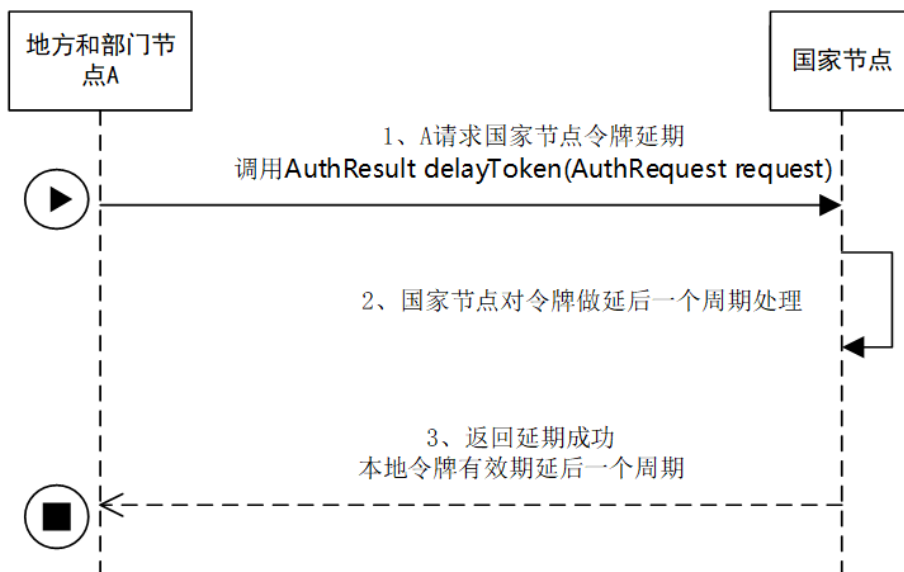 地方和部门节
点A
国家节点
1、A请求国家节点令牌延期
调用AuthResult delayToken(AuthRequest request)
2、国家节点对令牌做延后一个周期处理
3、返回延期成功
本地令牌有效期延后一个周期